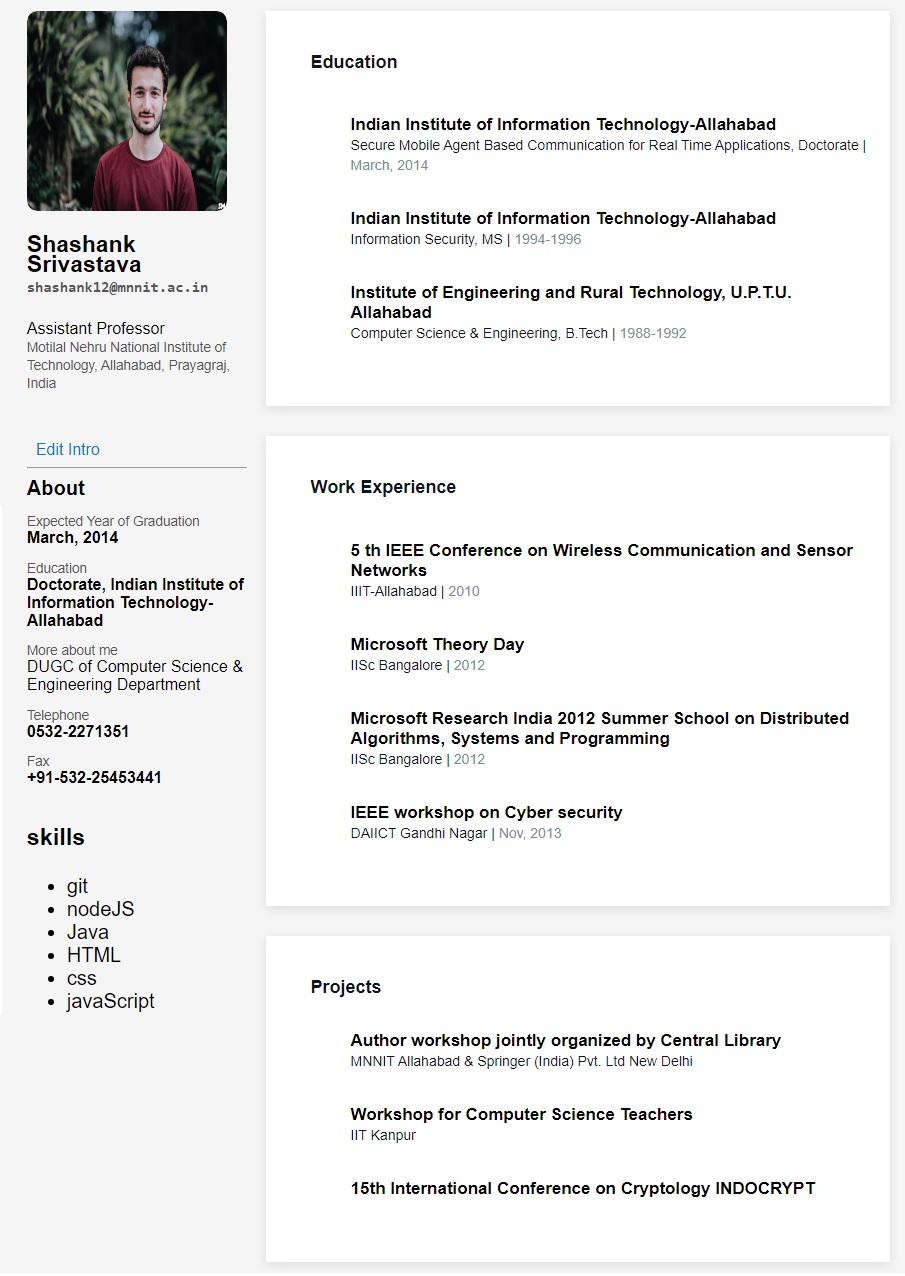 Shashank
Srivastava
shashank12@mnnit.ac.in
Assistant Professor
Motilal Nehru National Institute of
Technology, Allahabad, Prayagraj,
India
Edit Intro
About
Expected Year of Graduation
March, 2014
Education
Doctorate, Indian Institute of
Information Technology-
Allahabad
More about me
DUGC of Computer Science &
Engineering Department
Telephone
0532-2271351
Fax
+91-532-25453441
skills
• git
• nodeJS
• Java
• HTML
• css
• javaScript
Education
Indian Institute of Information Technology-Allahabad
Secure Mobile Agent Based Communication for Real Time Applications, Doctorate |
March, 2014
Indian Institute of Information Technology-Allahabad
Information Security, MS | 1994-1996
Institute of Engineering and Rural Technology, U.P.T.U.
Allahabad
Computer Science & Engineering, B.Tech | 1988-1992
Work Experience
5 th IEEE Conference on Wireless Communication and Sensor
Networks
IIIT-Allahabad | 2010
Microsoft Theory Day
IISc Bangalore | 2012
Microsoft Research India 2012 Summer School on Distributed
Algorithms, Systems and Programming
IISc Bangalore | 2012
IEEE workshop on Cyber security
DAIICT Gandhi Nagar | Nov, 2013
Projects
Author workshop jointly organized by Central Library
MNNIT Allahabad & Springer (India) Pvt. Ltd New Delhi
Workshop for Computer Science Teachers
IIT Kanpur
15th International Conference on Cryptology INDOCRYPT